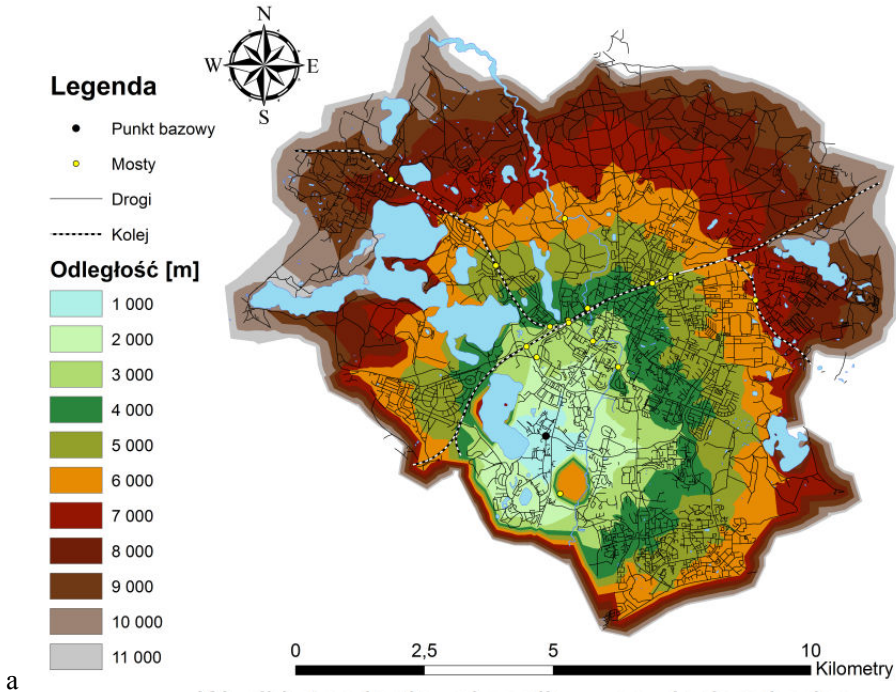 N
W E
S
Legenda
Punkt bazowy
Mosty
Drogi
Kolej
Odległość [m]
1 000
2 000
3 000
4 000
5 000
6 000
7 000
8 000
9 000
10 000
11 000
0 2,5 5 10
Kilometry
a